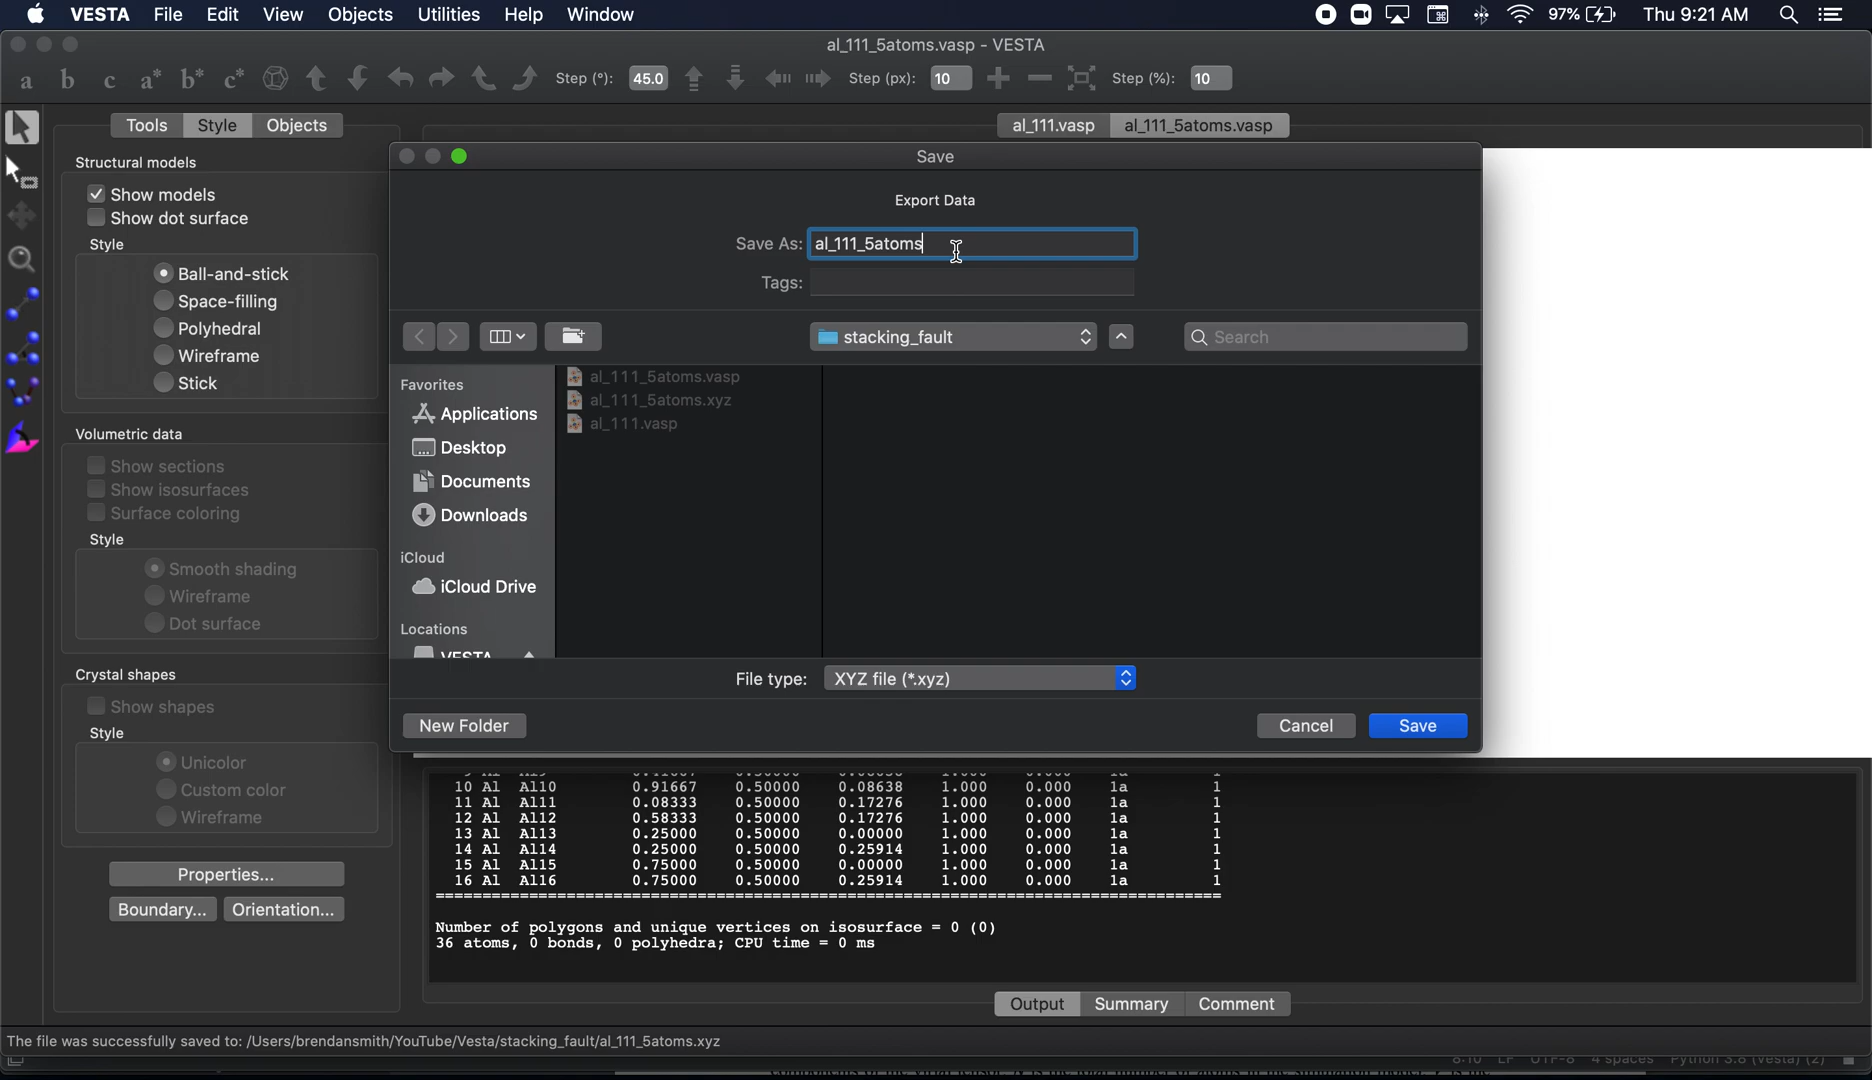 VESTA File Edit View Objects Utilities Help Window 97% Thu 9:21 AM
al_111_5atoms.vasp - VESTA
a b c a* b* c* Step (°): 45.0 Step (px): 10 Step (%): 10
Tools Style Objects
al_111.vasp al_111_5atoms.vasp
Structural models
Show models
Show dot surface
Style
Ball-and-stick
Space-filling
Polyhedral
Wireframe
Stick
Volumetric data
Show sections
Show isosurfaces
Surface coloring
Style
Smooth shading
Wireframe
Dot surface
Crystal shapes
Show shapes
Style
Unicolor
Custom color
Wireframe
Properties...
Boundary... Orientation...
Save
Export Data
Save As: al_111_5atoms
Tags:
stacking_fault
Search
Favorites
Applications
Desktop
Documents
Downloads
iCloud
iCloud Drive
Locations
VESTA
al_111_5atoms.vasp
al_111_5atoms.xyz
al_111.vasp
File type: XYZ file (*.xyz)
New Folder Cancel Save
10 Al Al10 0.91667 0.50000 0.08638 1.000 0.000 1a 1
11 Al Al11 0.08333 0.50000 0.17276 1.000 0.000 1a 1
12 Al Al12 0.58333 0.50000 0.17276 1.000 0.000 1a 1
13 Al Al13 0.25000 0.50000 0.00000 1.000 0.000 1a 1
14 Al Al14 0.25000 0.50000 0.25914 1.000 0.000 1a 1
15 Al Al15 0.75000 0.50000 0.00000 1.000 0.000 1a 1
16 Al Al16 0.75000 0.50000 0.25914 1.000 0.000 1a 1
Number of polygons and unique vertices on isosurface = 0 (0)
36 atoms, 0 bonds, 0 polyhedra; CPU time = 0 ms
Output Summary Comment
The file was successfully saved to: /Users/brendansmith/YouTube/Vesta/stacking_fault/al_111_5atoms.xyz
8:10 LF UTF-8 4 spaces Python 3.8 (vesta) (2)